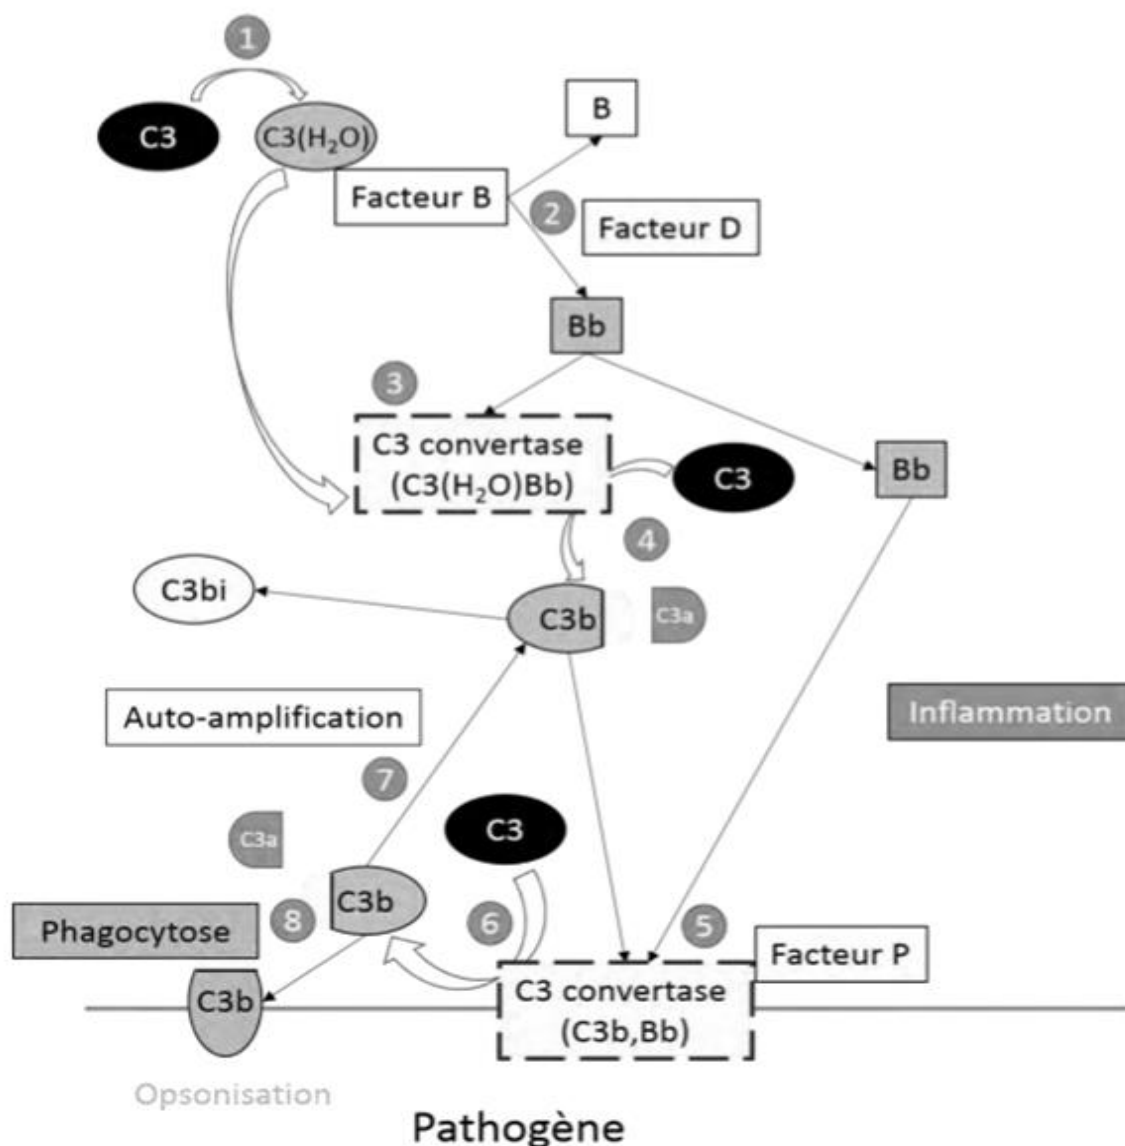 1
C3
C3(H₂O)
B
Facteur B
2
Facteur D
Bb
3
C3 convertase
(C3(H₂O)Bb)
C3
Bb
4
C3bi
C3b
C3a
Auto-amplification
Inflammation
7
C3
C3a
C3b
6
5
8
Phagocytose
Facteur P
C3b
C3 convertase
(C3b,Bb)
Opsonisation
Pathogène